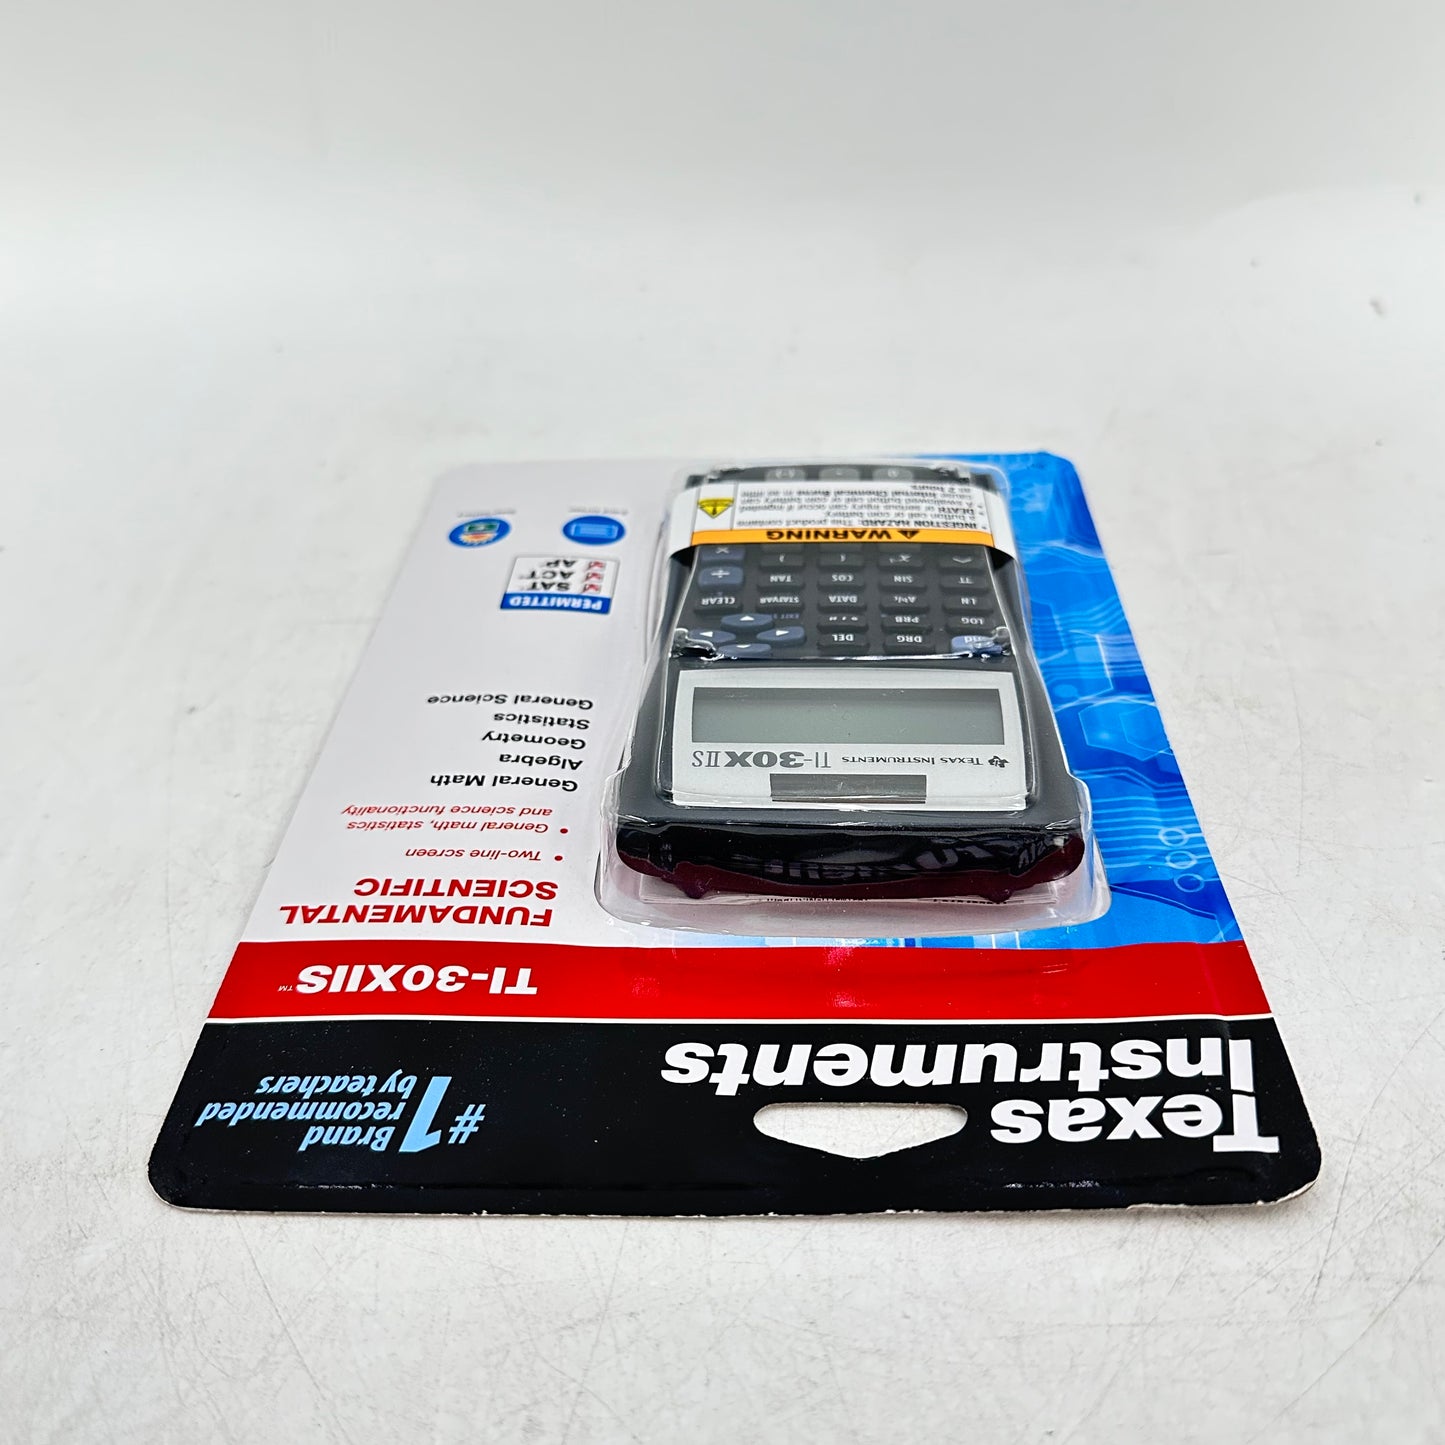 Texas
Instruments
#1 Brand
recommended
by teachers
TI-30XIIS™
FUNDAMENTAL
SCIENTIFIC
• Two-line screen
• General math, statistics
and science functionality
General Math
Algebra
Geometry
Statistics
General Science
PERMITTED
SAT
ACT
AP
TEXAS INSTRUMENTS TI-30X IIS
2nd DRG DEL
LOG PRB
LN DATA STATVAR CLEAR
π SIN COS TAN ÷
^ ( ) ×
WARNING
• INGESTION HAZARD: This product contains
a button cell or coin battery.
• DEATH or serious injury can occur if ingested.
• A swallowed button cell or coin battery can
cause Internal Chemical Burns in as little
as 2 hours.